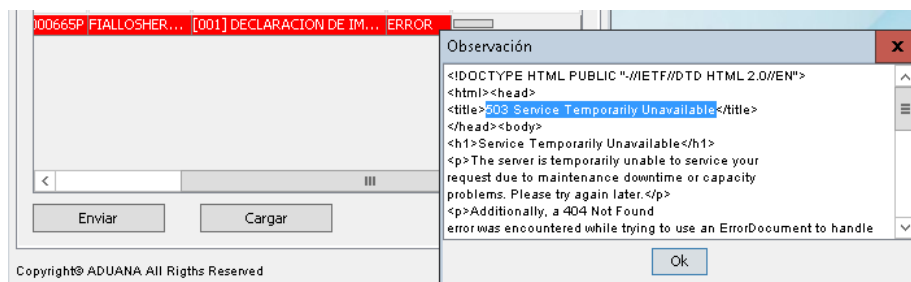 000665P FIALLOSHER... [001] DECLARACION DE IM... ERROR
Observación
x
<!DOCTYPE HTML PUBLIC "-//IETF//DTD HTML 2.0//EN">
<html><head>
<title>503 Service Temporarily Unavailable</title>
</head><body>
<h1>Service Temporarily Unavailable</h1>
<p>The server is temporarily unable to service your
request due to maintenance downtime or capacity
problems. Please try again later.</p>
<p>Additionally, a 404 Not Found
error was encountered while trying to use an ErrorDocument to handle
Ok
Enviar Cargar
Copyright© ADUANA All Rigths Reserved